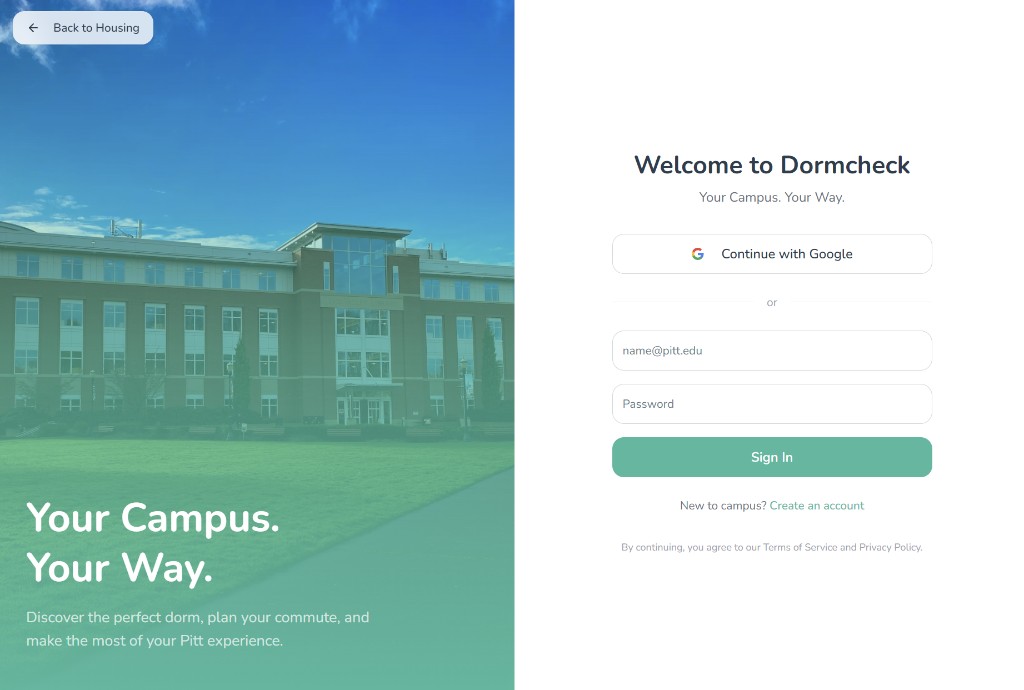 Back to Housing
Your Campus.
Your Way.
Discover the perfect dorm, plan your commute, and
make the most of your Pitt experience.
Welcome to Dormcheck
Your Campus. Your Way.
Continue with Google
or
name@pitt.edu
Password
Sign In
New to campus? Create an account
By continuing, you agree to our Terms of Service and Privacy Policy.